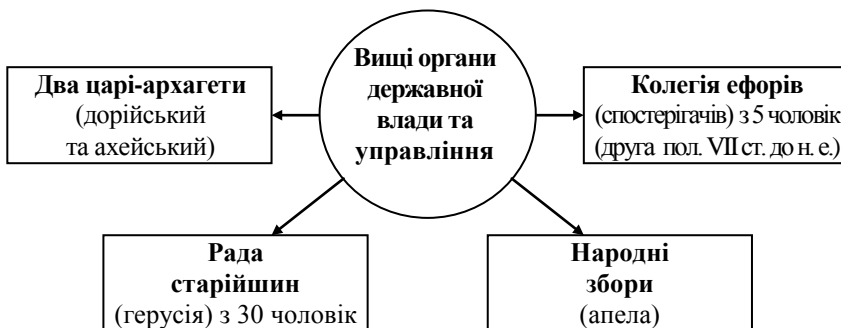 Вищі органи
державної
влади та
управління
Два царі-архагети
(дорійський
та ахейський)
Колегія ефорів
(спостерігачів) з 5 чоловік
(друга пол. VII ст. до н. е.)
Рада
старійшин
(герусія) з 30 чоловік
Народні
збори
(апела)